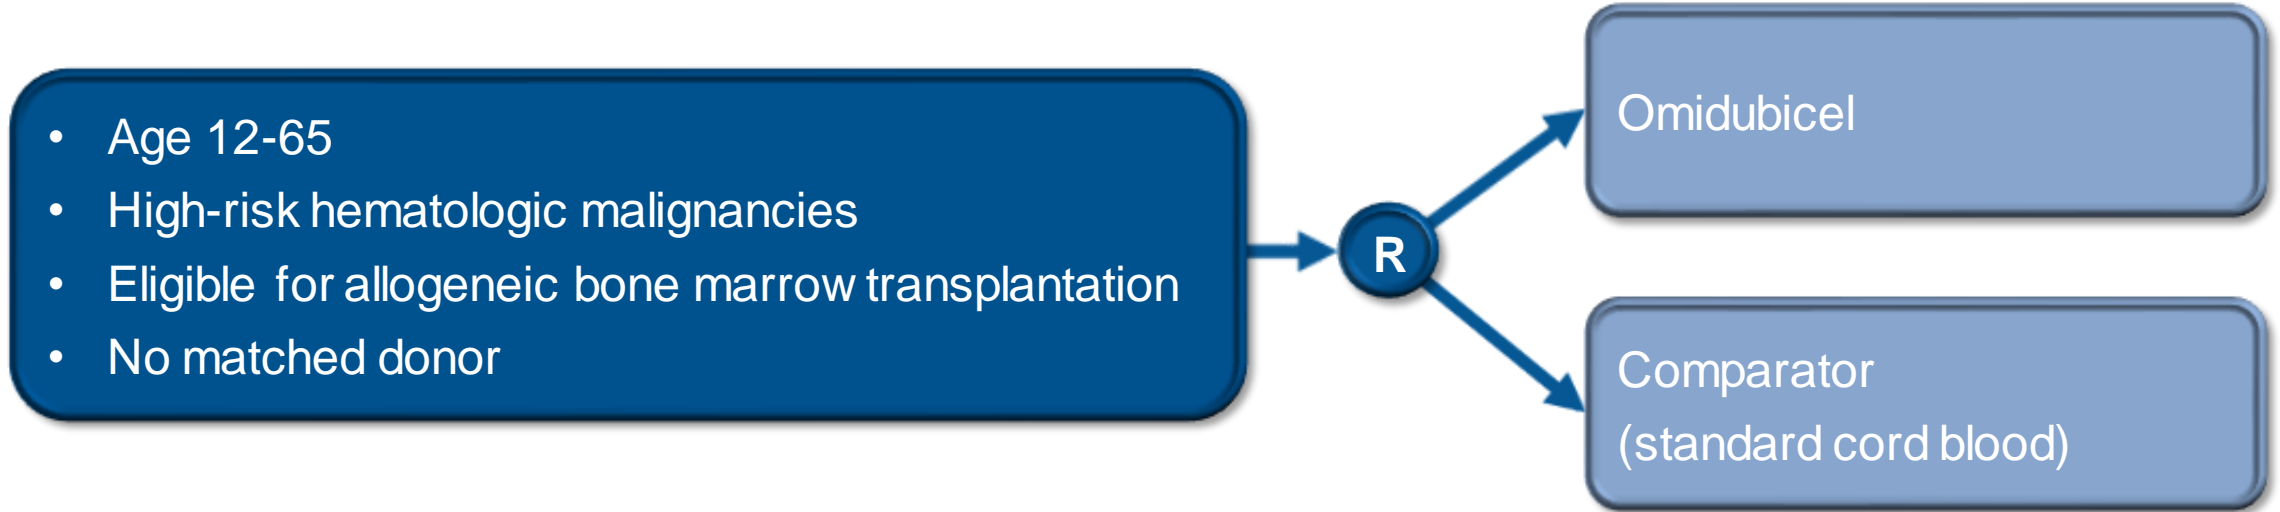 • Age 12-65
• High-risk hematologic malignancies
• Eligible for allogeneic bone marrow transplantation
• No matched donor
R
Omidubicel
Comparator
(standard cord blood)